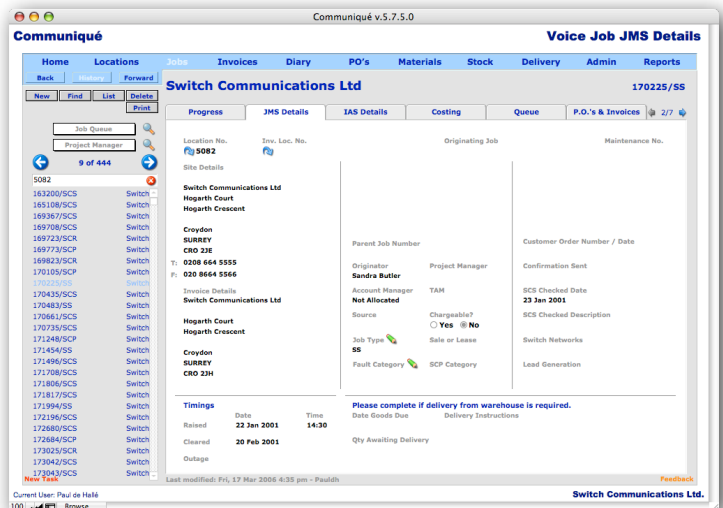 Communiqué v.5.7.5.0
Communiqué
Voice Job JMS Details
Home Locations Jobs Invoices Diary PO's Materials Stock Delivery Admin Reports
Back History Forward
Switch Communications Ltd
170225/SS
New Find List Delete
Print
Progress JMS Details IAS Details Costing Queue P.O.'s & Invoices 2/7
Job Queue
Project Manager
9 of 444
5082
163200/SCS Switch
165108/SCS Switch
169367/SCS Switch
169708/SCS Switch
169723/SCR Switch
169773/SCP Switch
169823/SCR Switch
170105/SCP Switch
170225/SS Switch
170435/SCS Switch
170483/SS Switch
170661/SCS Switch
170735/SCS Switch
171248/SCP Switch
171454/SS Switch
171496/SCS Switch
171708/SCS Switch
171806/SCS Switch
171817/SCS Switch
171994/SS Switch
172196/SCS Switch
172680/SCS Switch
172684/SCP Switch
173025/SCR Switch
173042/SCS Switch
173043/SCS Switch
New Task
Location No. Inv. Loc. No. Originating Job Maintenance No.
5082
Site Details
Switch Communications Ltd
Hogarth Court
Hogarth Crescent
Croydon
SURREY
CRO 2JE
T: 0208 664 5555
F: 020 8664 5566
Invoice Details
Switch Communications Ltd
Hogarth Court
Hogarth Crescent
Croydon
SURREY
CRO 2JH
Parent Job Number
Customer Order Number / Date
Originator Project Manager Confirmation Sent
Sandra Butler
Account Manager TAM SCS Checked Date
Not Allocated 23 Jan 2001
Source Chargeable? SCS Checked Description
Yes No
Job Type Sale or Lease Switch Networks
SS
Fault Category SCP Category Lead Generation
Timings
Date Time
Raised 22 Jan 2001 14:30
Cleared 20 Feb 2001
Outage
Please complete if delivery from warehouse is required.
Date Goods Due Delivery Instructions
Qty Awaiting Delivery
Last modified: Fri, 17 Mar 2006 4:35 pm - Pauldh
Feedback
Current User: Paul de Hallé
Switch Communications Ltd.
100 Browse